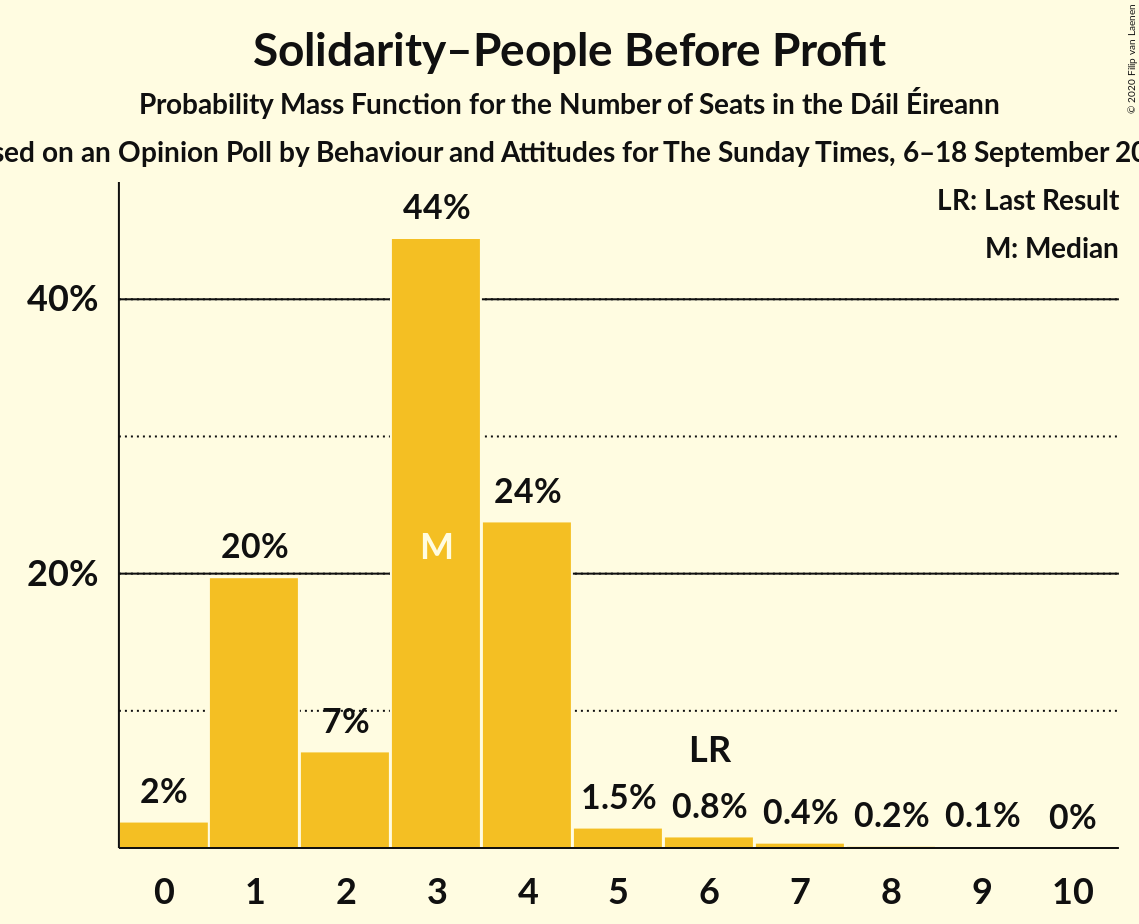 Solidarity–People Before Profit
Probability Mass Function for the Number of Seats in the Dáil Éireann
on an Opinion Poll by Behaviour and Attitudes for The Sunday Times, 6–18 September
© 2020 Filip van Laenen
LR: Last Result
M: Median
44%
40%
24%
20%
M
20%
7%
LR
2%
1.5%
0.8%
0.4%
0.2%
0.1%
0%
0 1 2 3 4 5 6 7 8 9 10